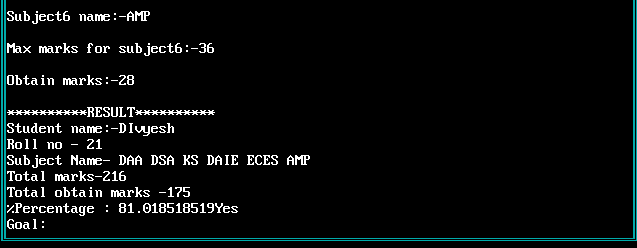 Subject6 name:-AMP
Max marks for subject6:-36
Obtain marks:-28
**********RESULT**********
Student name:-DIvyesh
Roll no - 21
Subject Name- DAA DSA KS DAIE ECES AMP
Total marks-216
Total obtain marks -175
%Percentage : 81.018518519Yes
Goal: